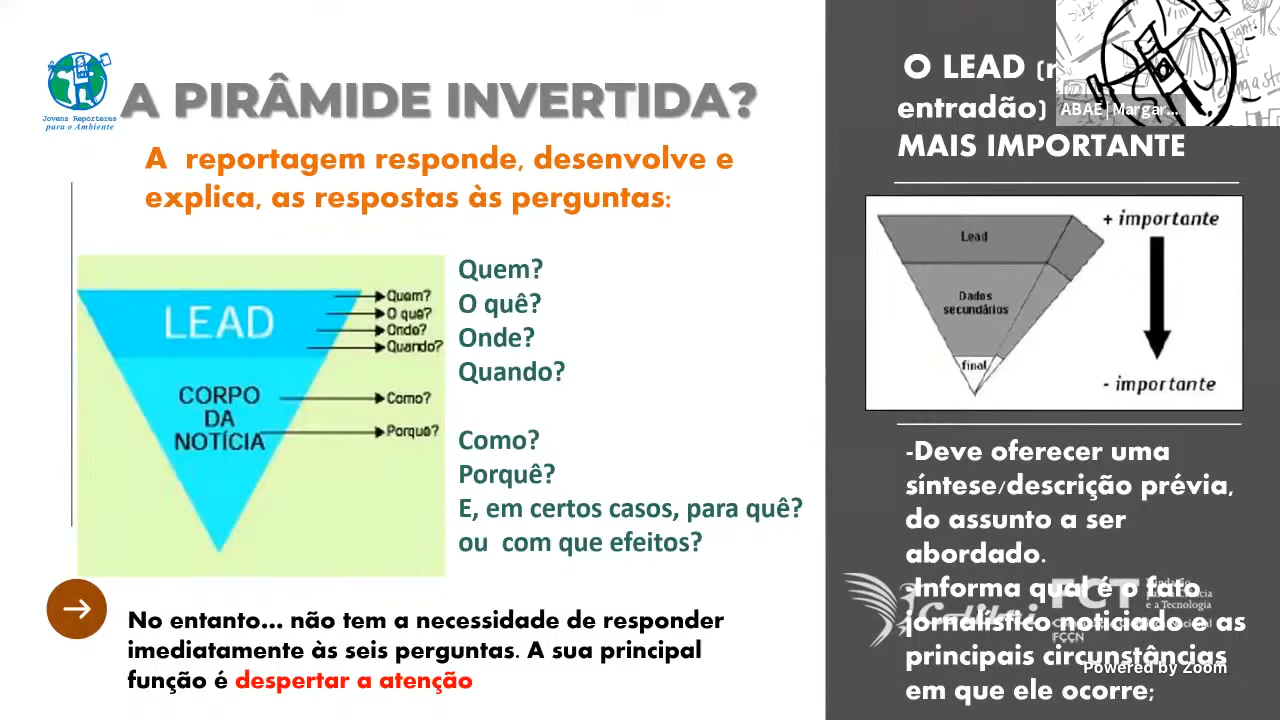 Jovens Repórteres
para o Ambiente
A PIRÂMIDE INVERTIDA?
A reportagem responde, desenvolve e
explica, as respostas às perguntas:
LEAD
Quem?
O quê?
Onde?
Quando?
CORPO
DA
NOTÍCIA
Como?
Porquê?
Quem?
O quê?
Onde?
Quando?
Como?
Porquê?
E, em certos casos, para quê?
ou com que efeitos?
No entanto... não tem a necessidade de responder
imediatamente às seis perguntas. A sua principal
função é despertar a atenção
O LEAD
entradão)
MAIS IMPORTANTE
ABAE|Margar...
Lead
Dados
secundários
final
+ importante
- importante
-Deve oferecer uma
síntese/descrição prévia,
do assunto a ser
abordado.
-Informa qual é o fato
jornalístico noticiado e as
principais circunstâncias
em que ele ocorre;
Colibri
FCT
e a Tecnologia
FCCN
Powered by Zoom